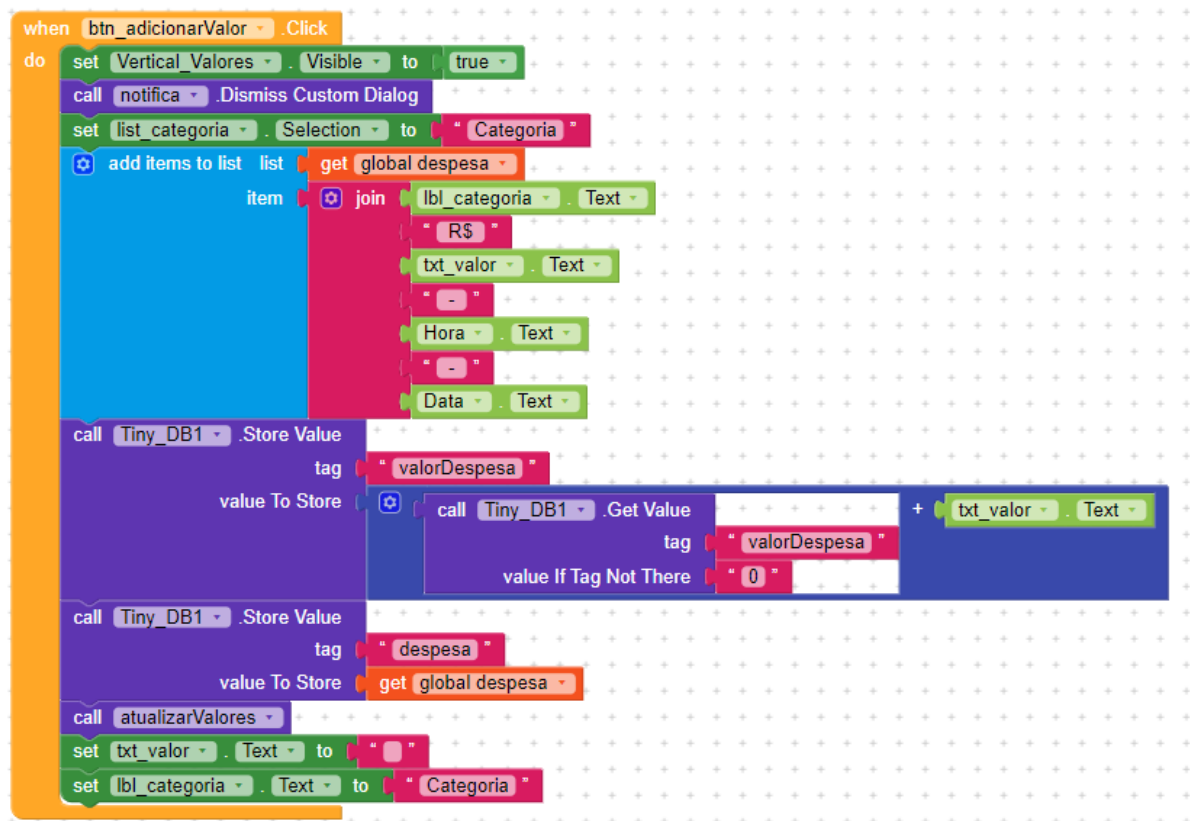 when btn_adicionarValor .Click
do set Vertical_Valores . Visible to true
call notifica .Dismiss Custom Dialog
set list_categoria . Selection to " Categoria "
add items to list list get global despesa
item join lbl_categoria . Text
" R$ "
txt_valor . Text
" - "
Hora . Text
" - "
Data . Text
call Tiny_DB1 .Store Value
tag " valorDespesa "
value To Store call Tiny_DB1 .Get Value + txt_valor . Text
tag " valorDespesa "
value If Tag Not There " 0 "
call Tiny_DB1 .Store Value
tag " despesa "
value To Store get global despesa
call atualizarValores
set txt_valor . Text to " "
set lbl_categoria . Text to " Categoria "